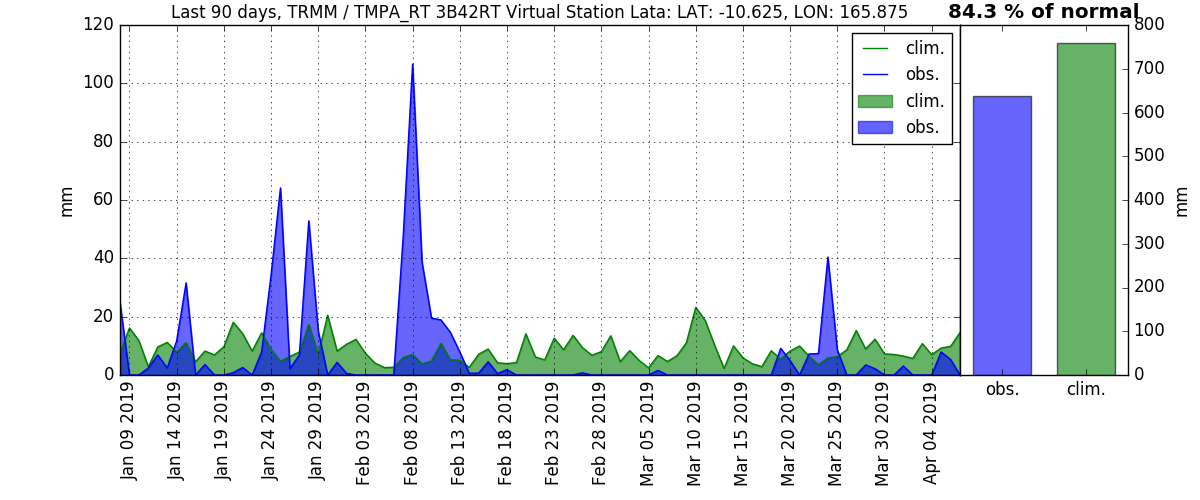 Last 90 days, TRMM / TMPA_RT 3B42RT Virtual Station Lata: LAT: -10.625, LON: 165.875
84.3 % of normal
mm
120
100
80
60
40
20
0
clim.
obs.
clim.
obs.
800
700
600
500
400
300
200
100
0
mm
Jan 09 2019
Jan 14 2019
Jan 19 2019
Jan 24 2019
Jan 29 2019
Feb 03 2019
Feb 08 2019
Feb 13 2019
Feb 18 2019
Feb 23 2019
Feb 28 2019
Mar 05 2019
Mar 10 2019
Mar 15 2019
Mar 20 2019
Mar 25 2019
Mar 30 2019
Apr 04 2019
obs.
clim.